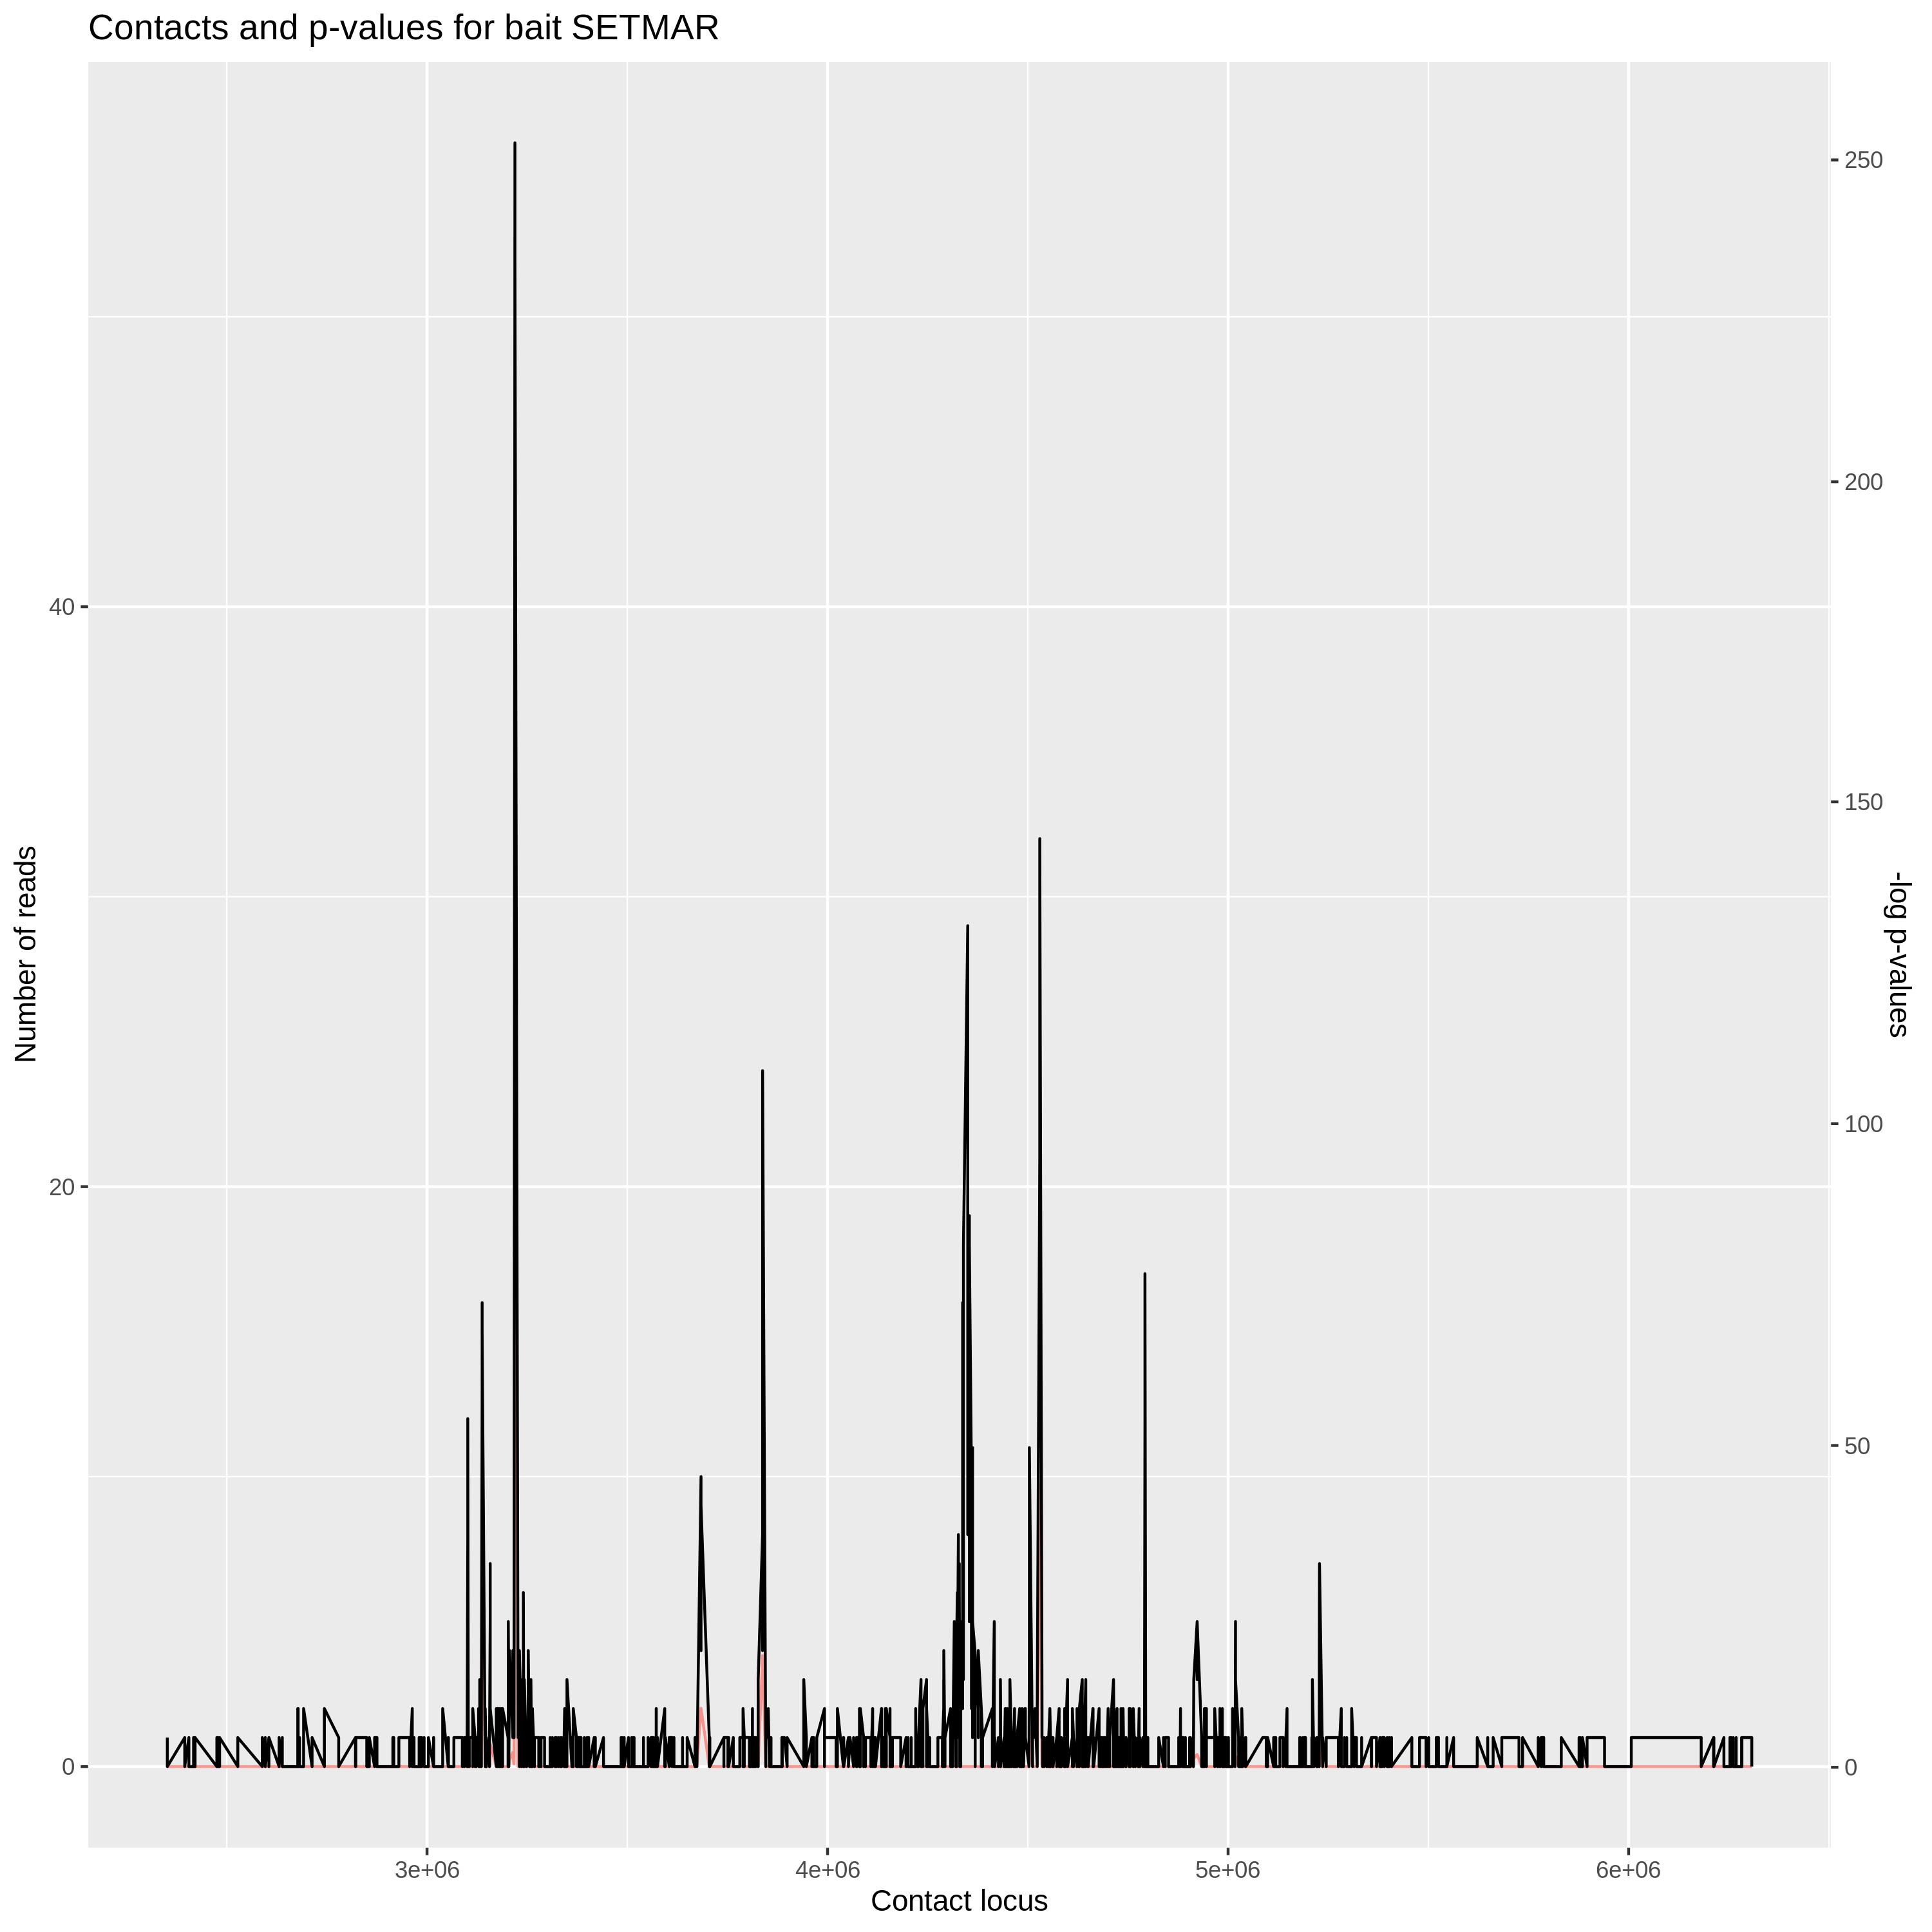 Contacts and p-values for bait SETMAR
Number of reads
40
20
0
250
200
150
100
50
0
-log p-values
3e+06 4e+06 5e+06 6e+06
Contact locus